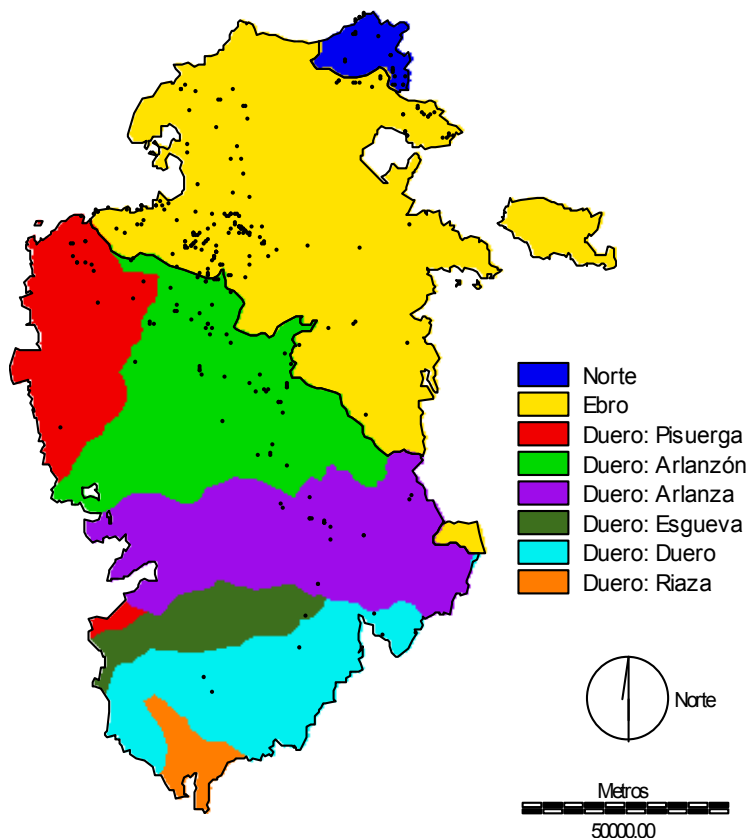 Norte
Ebro
Duero: Pisuerga
Duero: Arlanzón
Duero: Arlanza
Duero: Esgueva
Duero: Duero
Duero: Riaza
Norte
Metros
50000.00